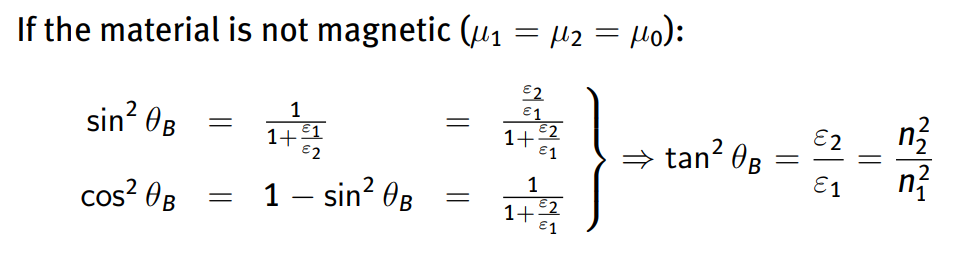 If the material is not magnetic (μ₁ = μ₂ = μ₀):
sin² θ_B = 1/(1+ε₁/ε₂) = (ε₂/ε₁)/(1+ε₂/ε₁)
cos² θ_B = 1 − sin² θ_B = 1/(1+ε₂/ε₁)
} ⇒ tan² θ_B = ε₂/ε₁ = n₂²/n₁²